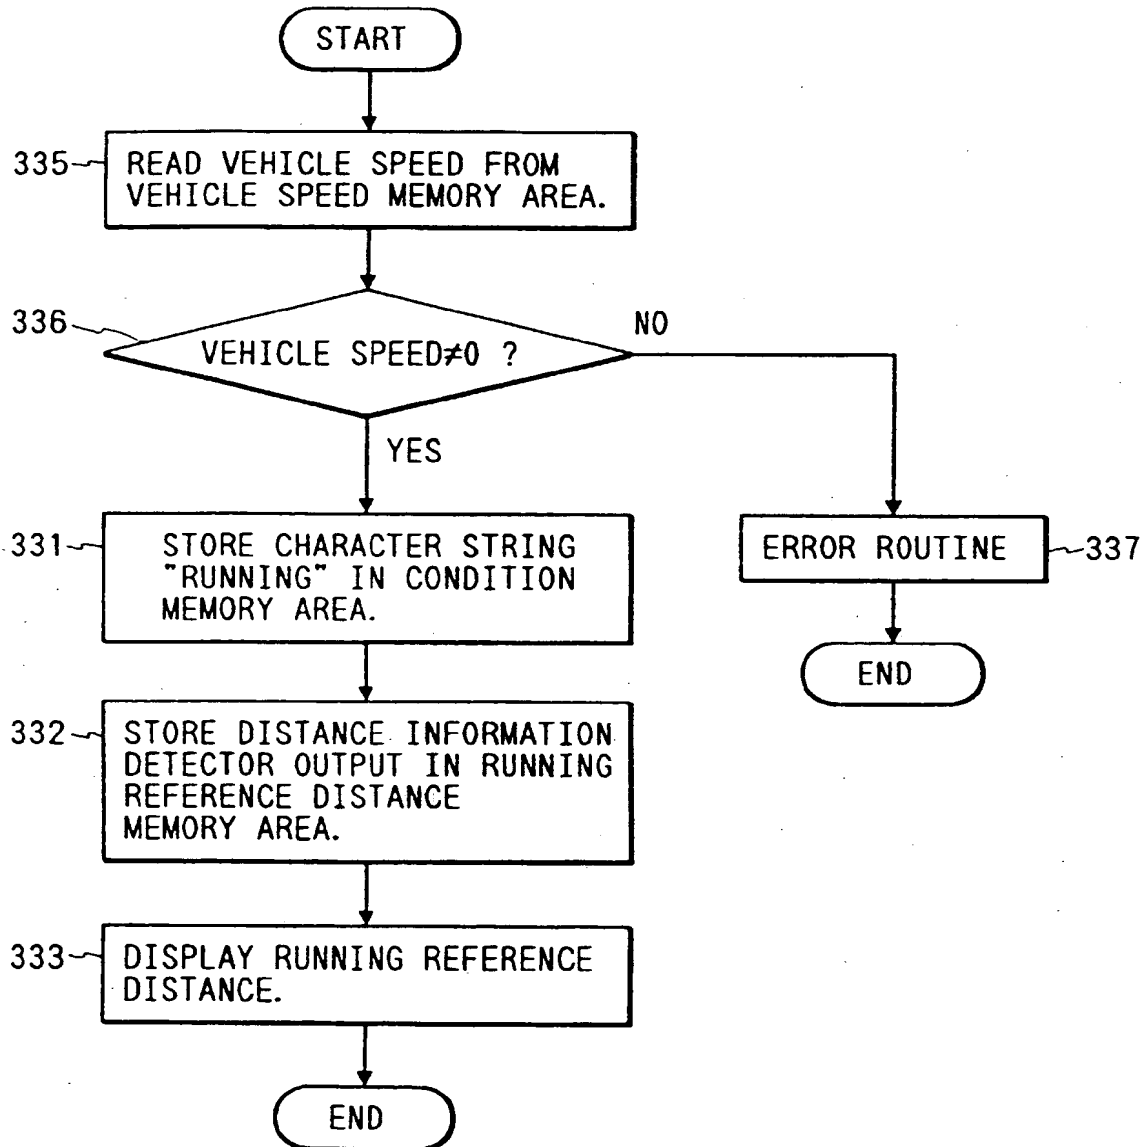 START
335
READ VEHICLE SPEED FROM
VEHICLE SPEED MEMORY AREA.
336
VEHICLE SPEED≠0 ?
NO
YES
331
STORE CHARACTER STRING
"RUNNING" IN CONDITION
MEMORY AREA.
ERROR ROUTINE
337
END
332
STORE DISTANCE INFORMATION
DETECTOR OUTPUT IN RUNNING
REFERENCE DISTANCE
MEMORY AREA.
333
DISPLAY RUNNING REFERENCE
DISTANCE.
END